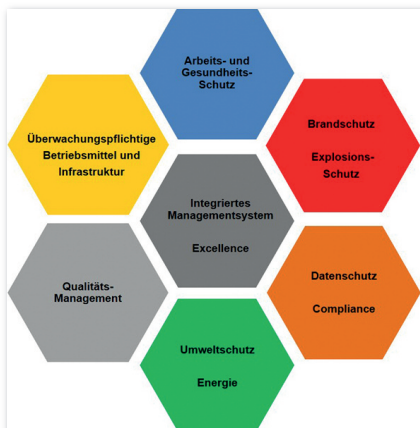 Arbeits- und
Gesundheits-
Schutz
Überwachungspflichtige
Betriebsmittel und
Infrastruktur
Brandschutz
Explosions-
Schutz
Integriertes
Managementsystem
Excellence
Qualitäts-
Management
Datenschutz
Compliance
Umweltschutz
Energie